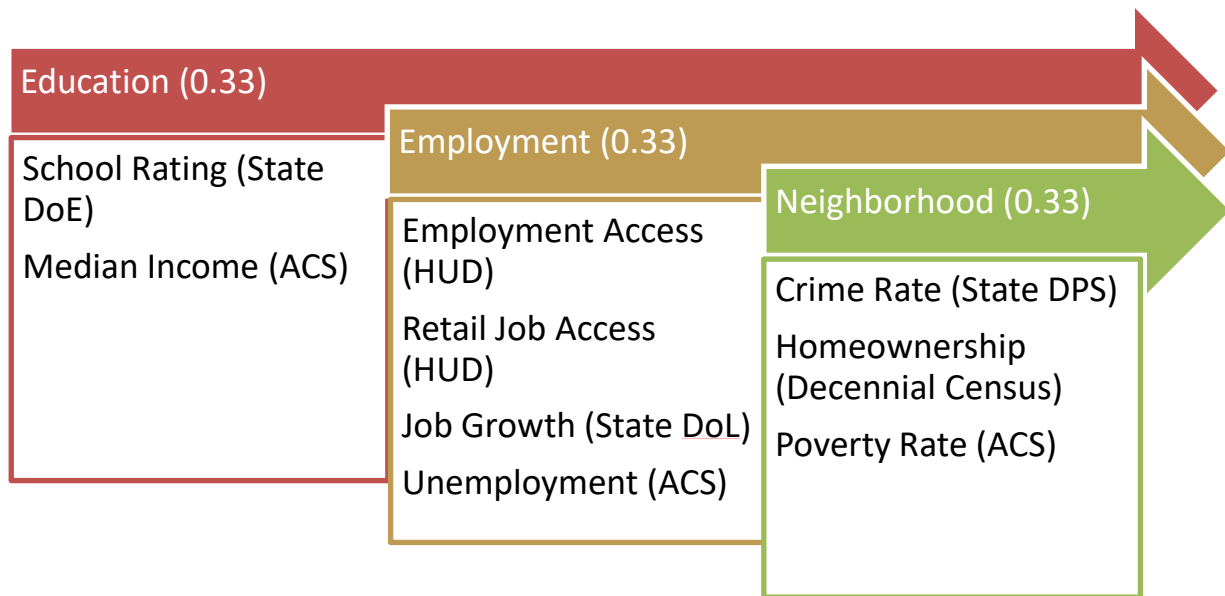 Education (0.33)
School Rating (State
DoE)
Median Income (ACS)
Employment (0.33)
Employment Access
(HUD)
Retail Job Access
(HUD)
Job Growth (State DoL)
Unemployment (ACS)
Neighborhood (0.33)
Crime Rate (State DPS)
Homeownership
(Decennial Census)
Poverty Rate (ACS)